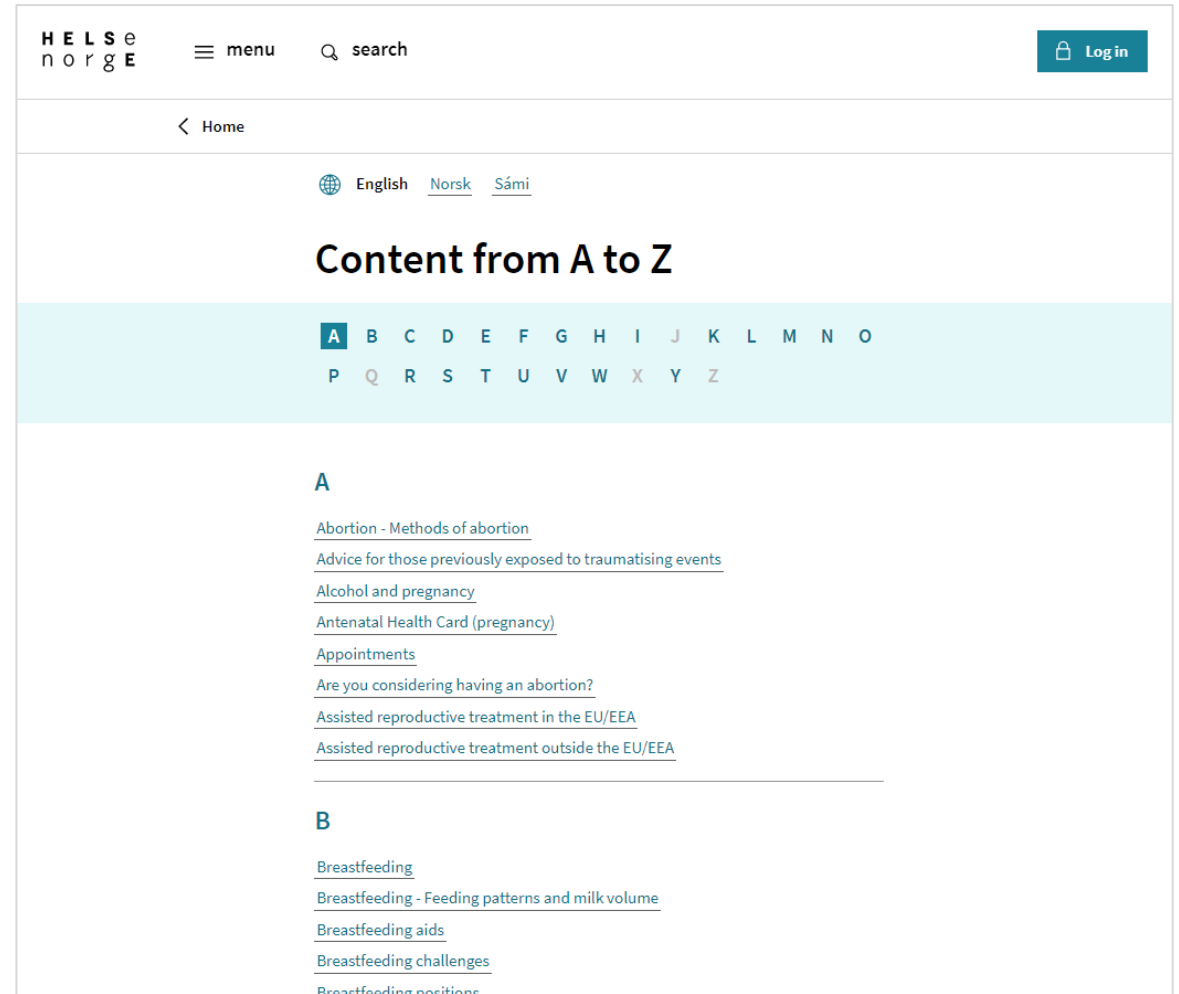 HELSe
norgE
menu
search
Log in
Home
English Norsk Sámi
Content from A to Z
A B C D E F G H I J K L M N O
P Q R S T U V W X Y Z
A
Abortion - Methods of abortion
Advice for those previously exposed to traumatising events
Alcohol and pregnancy
Antenatal Health Card (pregnancy)
Appointments
Are you considering having an abortion?
Assisted reproductive treatment in the EU/EEA
Assisted reproductive treatment outside the EU/EEA
B
Breastfeeding
Breastfeeding - Feeding patterns and milk volume
Breastfeeding aids
Breastfeeding challenges
Breastfeeding positions